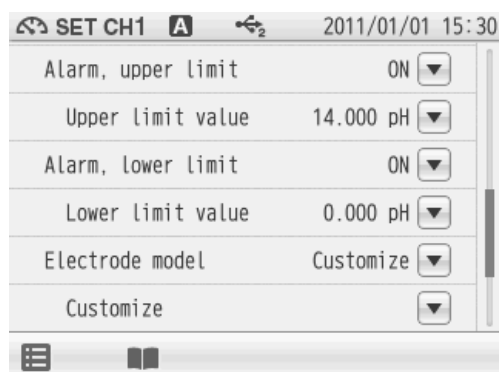 SET CH1 A 2 2011/01/01 15:30
Alarm, upper limit ON
Upper limit value 14.000 pH
Alarm, lower limit ON
Lower limit value 0.000 pH
Electrode model Customize
Customize